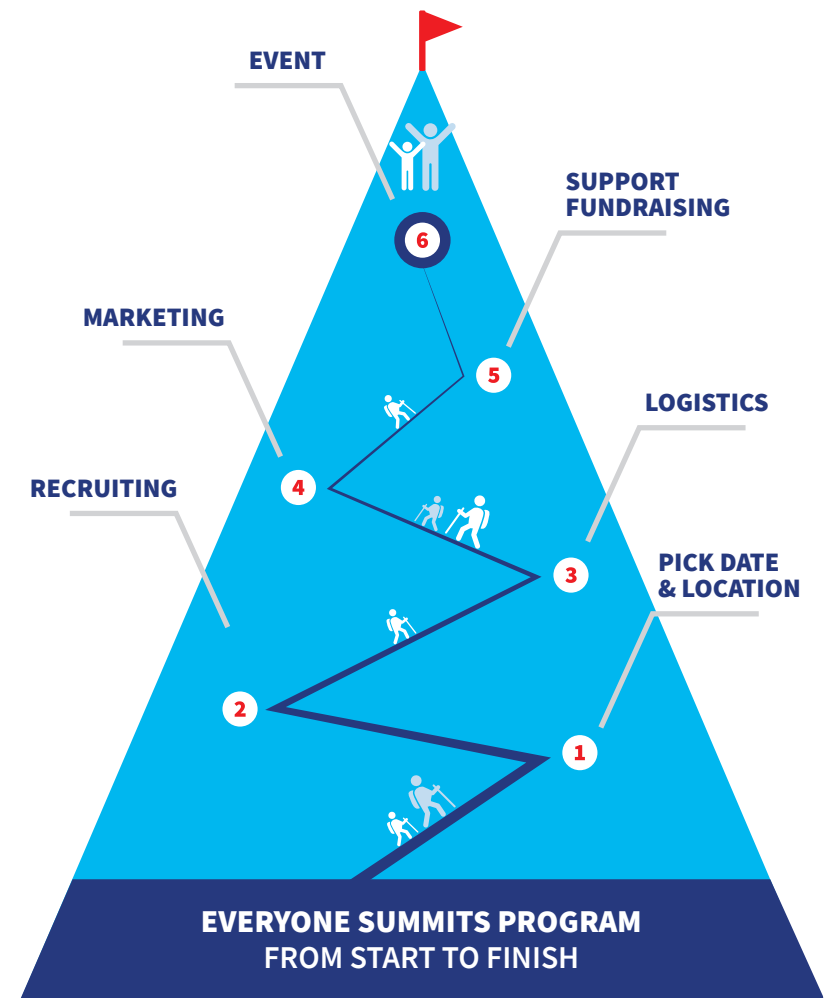 EVENT
6
SUPPORT
FUNDRAISING
5
MARKETING
4
LOGISTICS
3
RECRUITING
2
PICK DATE
& LOCATION
1
EVERYONE SUMMITS PROGRAM
FROM START TO FINISH